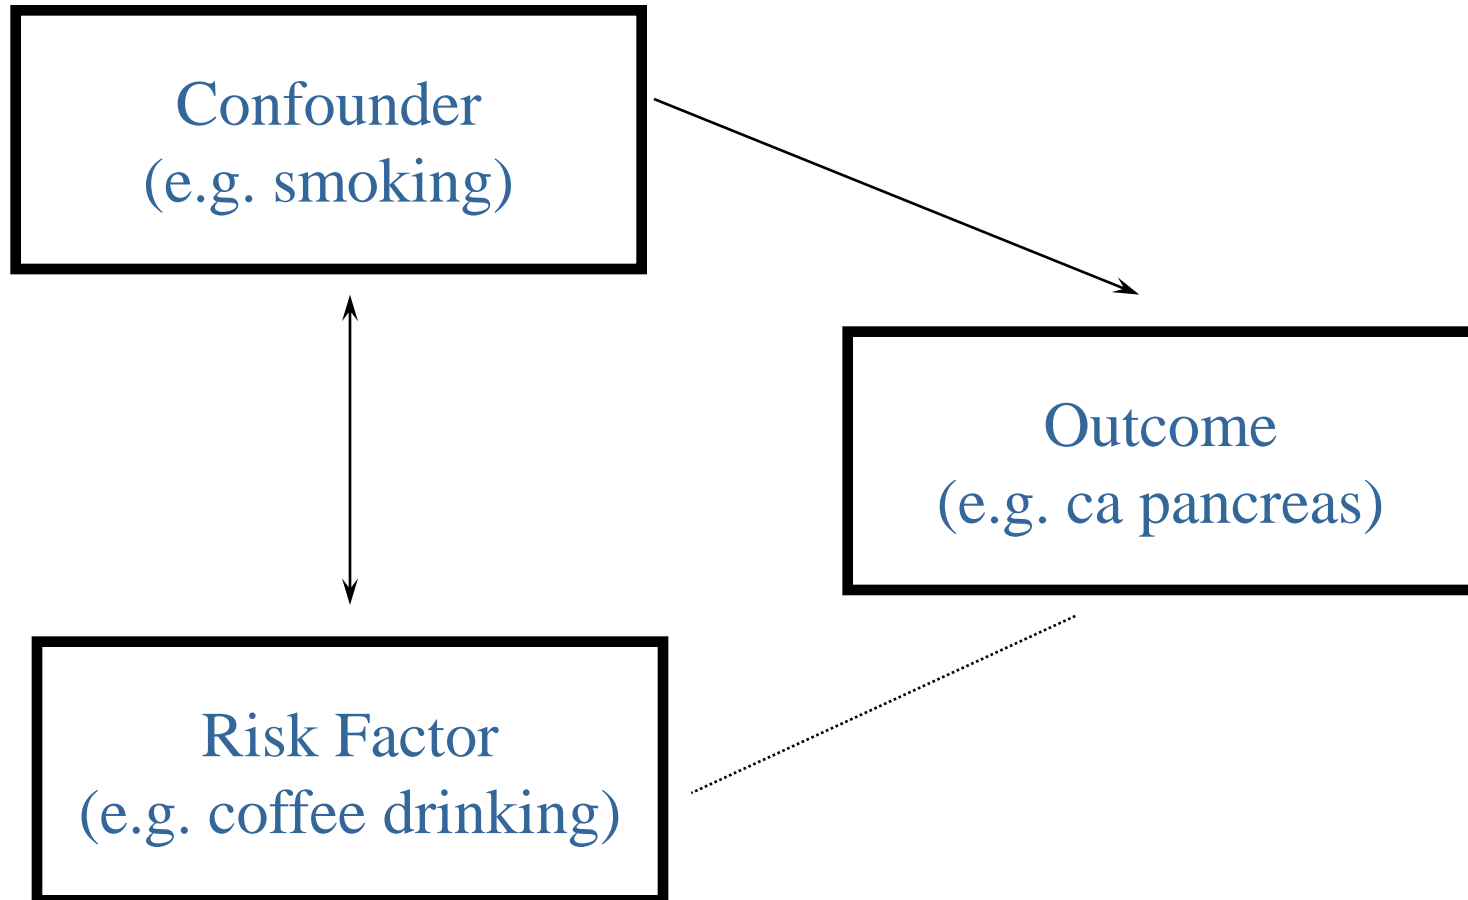 Confounder
(e.g. smoking)
Outcome
(e.g. ca pancreas)
Risk Factor
(e.g. coffee drinking)